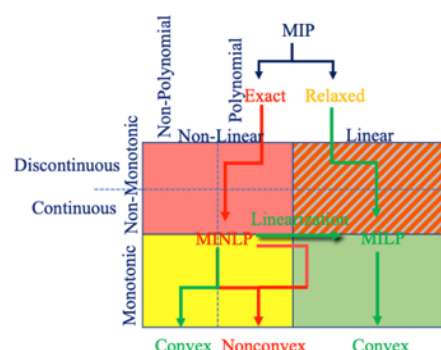 MIP
Non-Polynomial
Polynomial
Exact
Relaxed
Non-Linear
Linear
Discontinuous
Continuous
Non-Monotonic
Linearization
MINLP
MILP
Monotonic
Convex
Nonconvex
Convex